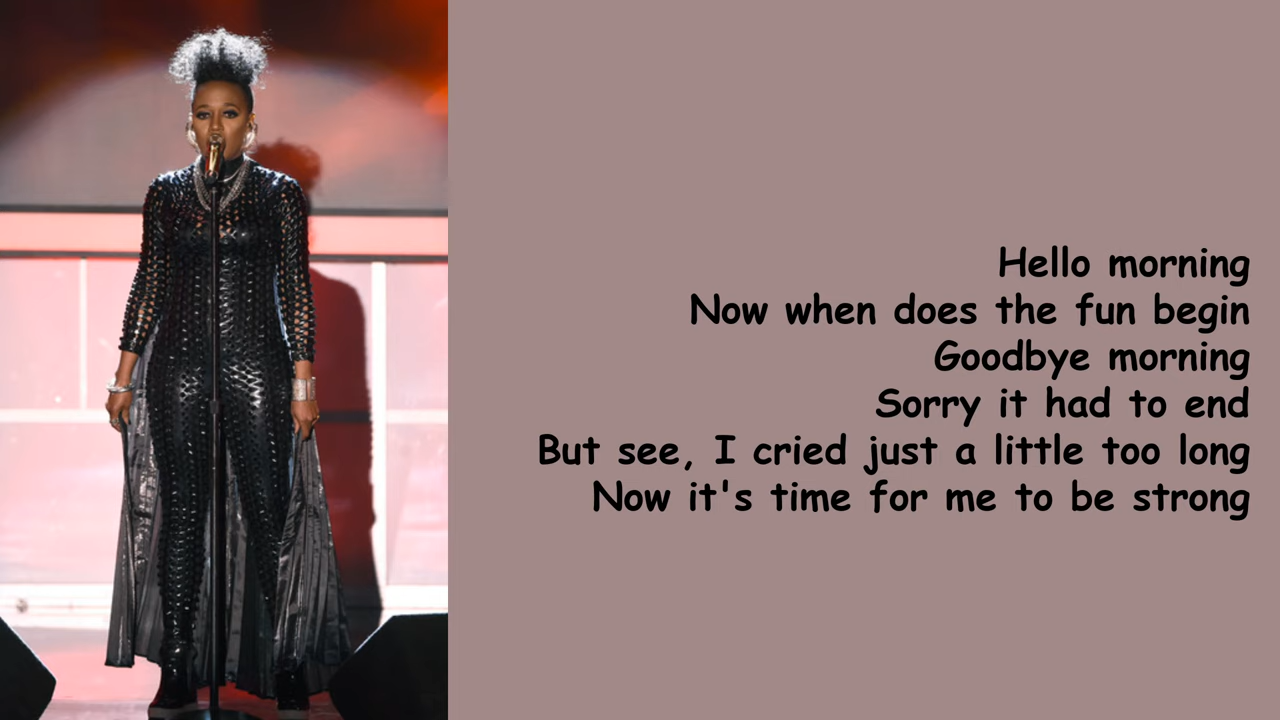 Hello morning
Now when does the fun begin
Goodbye morning
Sorry it had to end
But see, I cried just a little too long
Now it's time for me to be strong